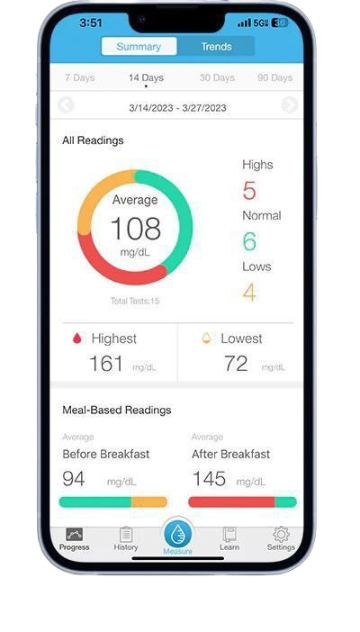 3:51
5G
Summary Trends
7 Days 14 Days 30 Days 90 Days
3/14/2023 - 3/27/2023
All Readings
Average
108
mg/dL
Total Tests:15
Highs
5
Normal
6
Lows
4
Highest
161 mg/dL
Lowest
72 mg/dL
Meal-Based Readings
Average
Before Breakfast
94 mg/dL
Average
After Breakfast
145 mg/dL
Progress History Measure Learn Settings